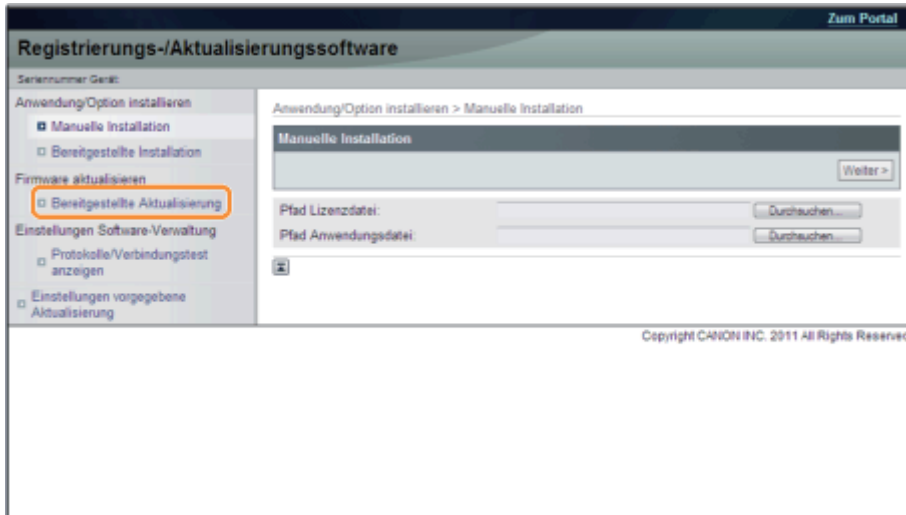 Zum Portal
Registrierungs-/Aktualisierungssoftware
Seriennummer Gerät:
Anwendung/Option installieren
Manuelle Installation
Bereitgestellte Installation
Firmware aktualisieren
Bereitgestellte Aktualisierung
Einstellungen Software-Verwaltung
Protokolle/Verbindungstest
anzeigen
Einstellungen vorgegebene
Aktualisierung
Anwendung/Option installieren > Manuelle Installation
Manuelle Installation
Weiter >
Pfad Lizenzdatei:
Durchsuchen...
Pfad Anwendungsdatei:
Durchsuchen...
Copyright CANON INC. 2011 All Rights Reserved